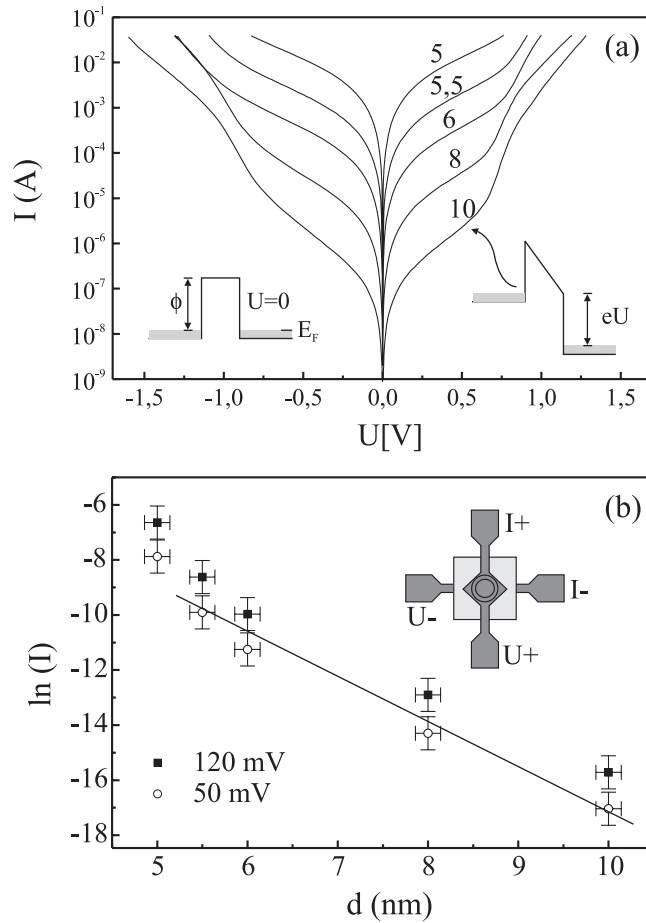 (a)
I (A)
10⁻¹
10⁻²
10⁻³
10⁻⁴
10⁻⁵
10⁻⁶
10⁻⁷
10⁻⁸
10⁻⁹
5
5,5
6
8
10
ϕ
U=0
E_F
eU
-1,5 -1,0 -0,5 0,0 0,5 1,0 1,5
U[V]
(b)
ln (I)
-6
-8
-10
-12
-14
-16
-18
I+
I-
U-
U+
120 mV
50 mV
5 6 7 8 9 10
d (nm)